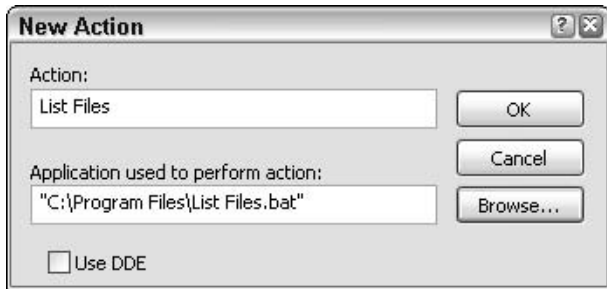 New Action
Action:
List Files
OK
Cancel
Application used to perform action:
"C:\Program Files\List Files.bat"
Browse...
Use DDE